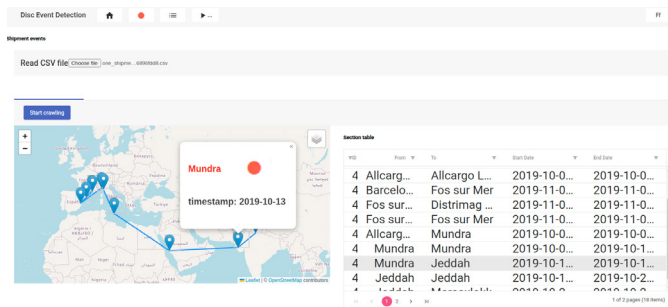 Disc Event Detection
Ff
Shipment events
Read CSV file Choose file
Start crawling
+
−
Mundra
timestamp: 2019-10-13
Leaflet | © OpenStreetMap contributors
Section table
From To Start Date End Date
4 Allcarg... Allcargo L... 2019-10-0... 2019-10-0...
4 Barcelo... Fos sur Mer 2019-11-0... 2019-11-0...
4 Fos sur... Distrimag ... 2019-11-0... 2019-11-0...
4 Fos sur... Fos sur Mer 2019-11-0... 2019-11-0...
4 Allcarg... Mundra 2019-10-0... 2019-10-0...
4 Mundra Mundra 2019-10-0... 2019-10-1...
4 Mundra Jeddah 2019-10-1... 2019-10-1...
4 Jeddah Jeddah 2019-10-1... 2019-10-2...
1 2
1 of 2 pages (18 items)